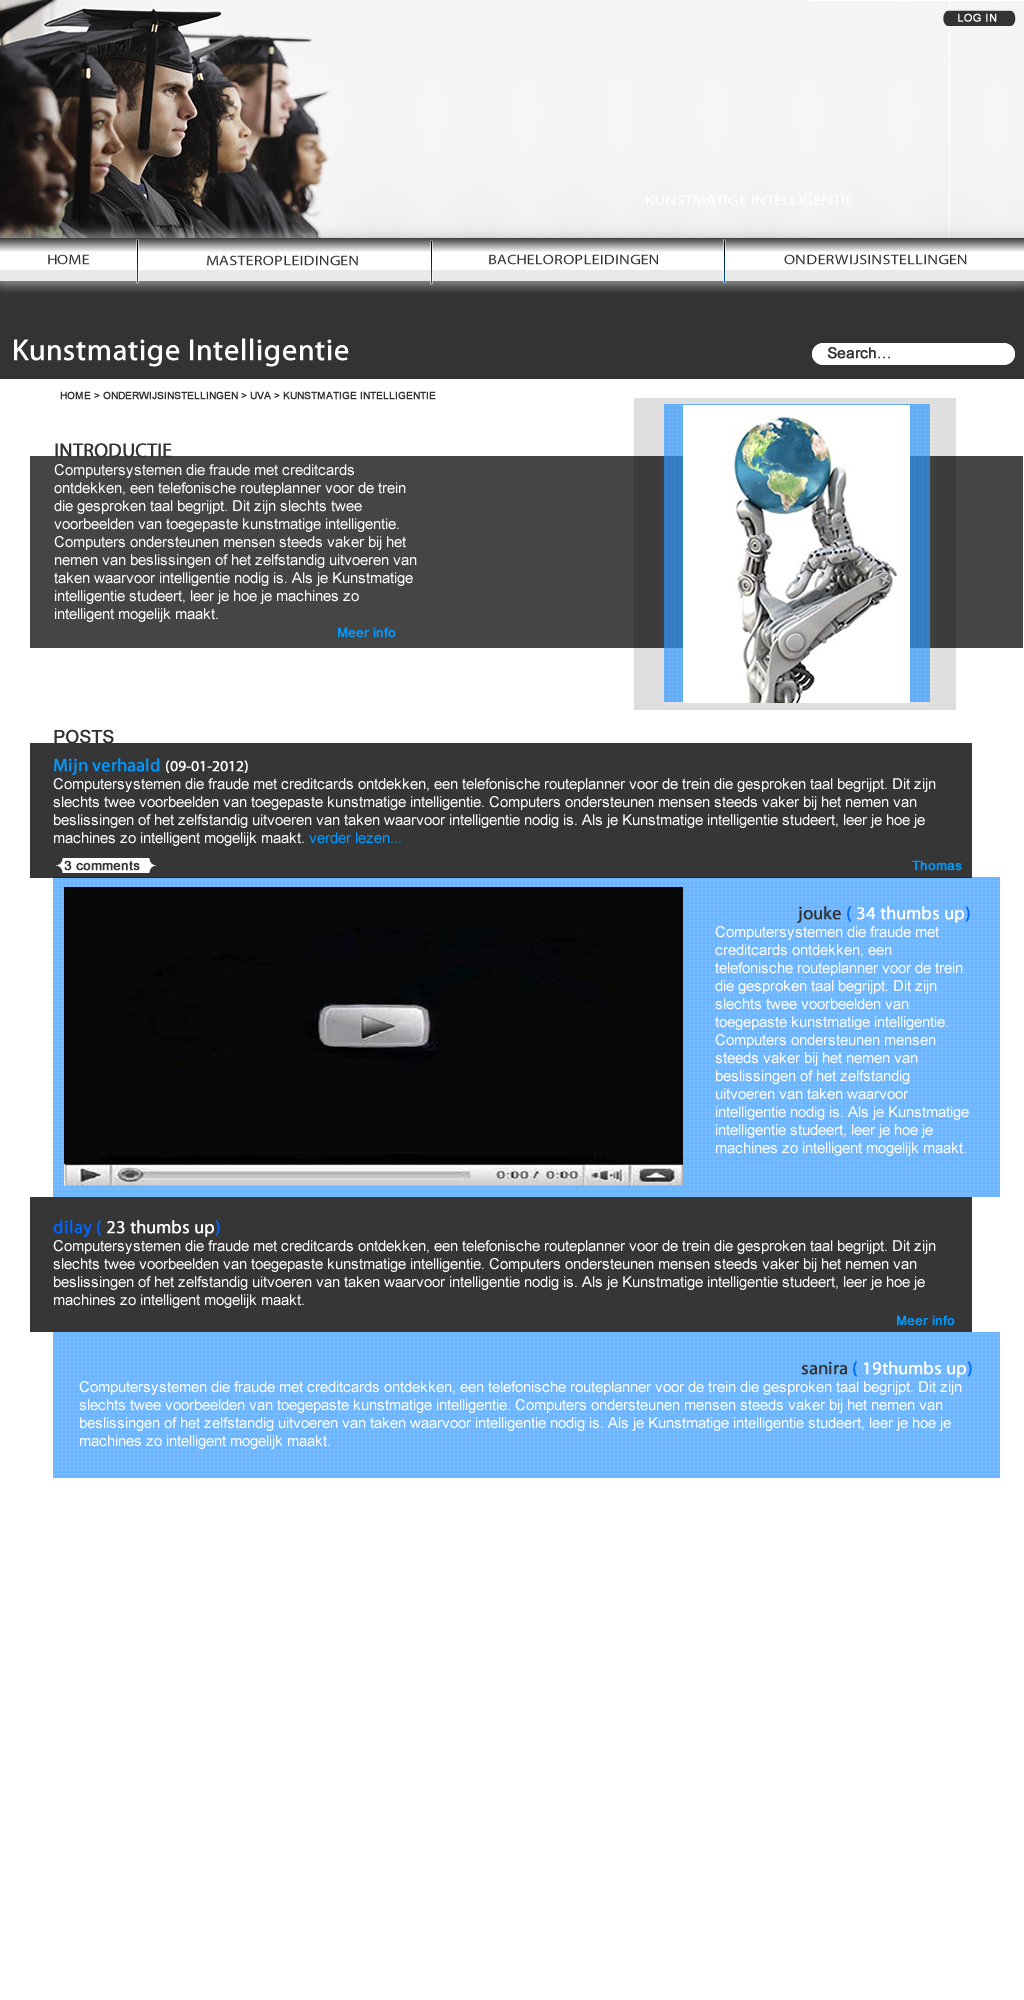 LOG IN
KUNSTMATIGE INTELLIGENTIE
HOME
MASTEROPLEIDINGEN
BACHELOROPLEIDINGEN
ONDERWIJSINSTELLINGEN
Kunstmatige Intelligentie
Search...
HOME > ONDERWIJSINSTELLINGEN > UVA > KUNSTMATIGE INTELLIGENTIE
INTRODUCTIE
Computersystemen die fraude met creditcards
ontdekken, een telefonische routeplanner voor de trein
die gesproken taal begrijpt. Dit zijn slechts twee
voorbeelden van toegepaste kunstmatige intelligentie.
Computers ondersteunen mensen steeds vaker bij het
nemen van beslissingen of het zelfstandig uitvoeren van
taken waarvoor intelligentie nodig is. Als je Kunstmatige
intelligentie studeert, leer je hoe je machines zo
intelligent mogelijk maakt.
Meer info
POSTS
Mijn verhaald (09-01-2012)
Computersystemen die fraude met creditcards ontdekken, een telefonische routeplanner voor de trein die gesproken taal begrijpt. Dit zijn
slechts twee voorbeelden van toegepaste kunstmatige intelligentie. Computers ondersteunen mensen steeds vaker bij het nemen van
beslissingen of het zelfstandig uitvoeren van taken waarvoor intelligentie nodig is. Als je Kunstmatige intelligentie studeert, leer je hoe je
machines zo intelligent mogelijk maakt. verder lezen...
3 comments
Thomas
jouke ( 34 thumbs up)
Computersystemen die fraude met
creditcards ontdekken, een
telefonische routeplanner voor de trein
die gesproken taal begrijpt. Dit zijn
slechts twee voorbeelden van
toegepaste kunstmatige intelligentie.
Computers ondersteunen mensen
steeds vaker bij het nemen van
beslissingen of het zelfstandig
uitvoeren van taken waarvoor
intelligentie nodig is. Als je Kunstmatige
intelligentie studeert, leer je hoe je
machines zo intelligent mogelijk maakt.
0:00 / 0:00
dilay ( 23 thumbs up)
Computersystemen die fraude met creditcards ontdekken, een telefonische routeplanner voor de trein die gesproken taal begrijpt. Dit zijn
slechts twee voorbeelden van toegepaste kunstmatige intelligentie. Computers ondersteunen mensen steeds vaker bij het nemen van
beslissingen of het zelfstandig uitvoeren van taken waarvoor intelligentie nodig is. Als je Kunstmatige intelligentie studeert, leer je hoe je
machines zo intelligent mogelijk maakt.
Meer info
sanira ( 19thumbs up)
Computersystemen die fraude met creditcards ontdekken, een telefonische routeplanner voor de trein die gesproken taal begrijpt. Dit zijn
slechts twee voorbeelden van toegepaste kunstmatige intelligentie. Computers ondersteunen mensen steeds vaker bij het nemen van
beslissingen of het zelfstandig uitvoeren van taken waarvoor intelligentie nodig is. Als je Kunstmatige intelligentie studeert, leer je hoe je
machines zo intelligent mogelijk maakt.